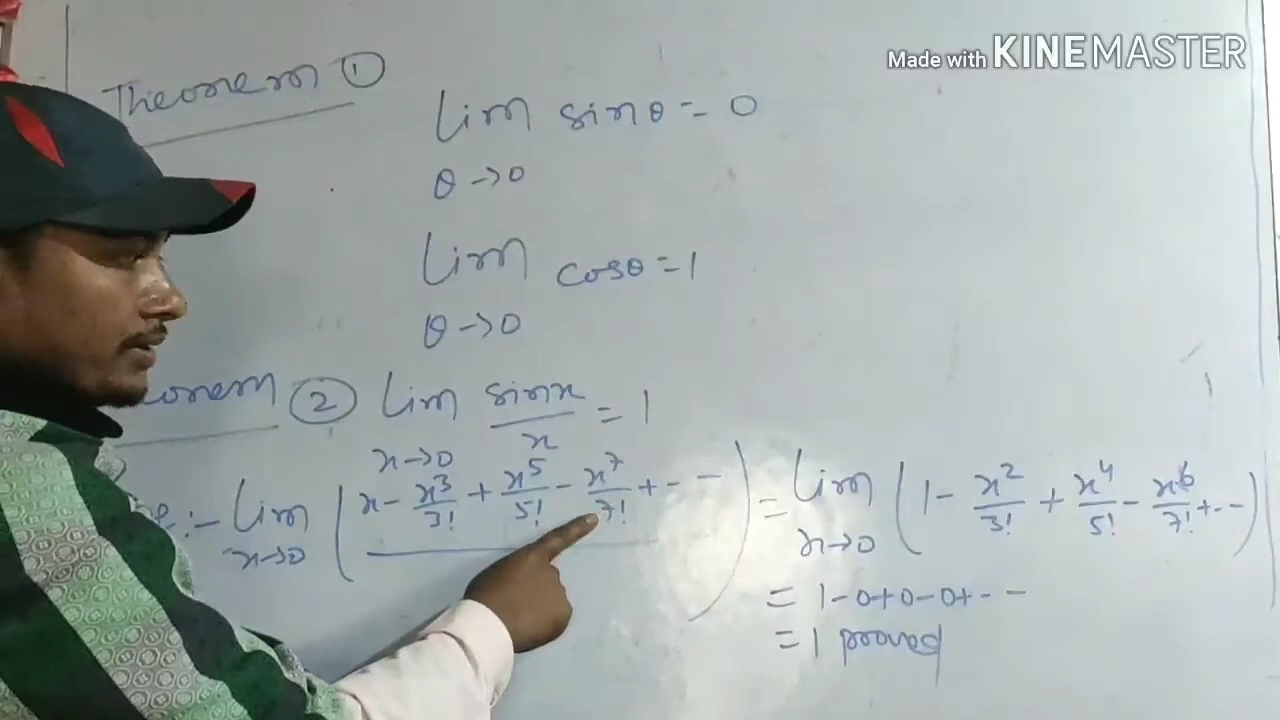 Made with KINEMASTER
Theorem ①
lim sinθ = 0
θ→0
lim cosθ = 1
θ→0
eorem ② lim sinx/x = 1
x→0
f :- lim (x - x³/3! + x⁵/5! - x⁷/7! + - - ) = lim (1 - x²/3! + x⁴/5! - x⁶/7! + - -)
x→0 x→0
= 1-0+0-0+ - -
= 1 proved